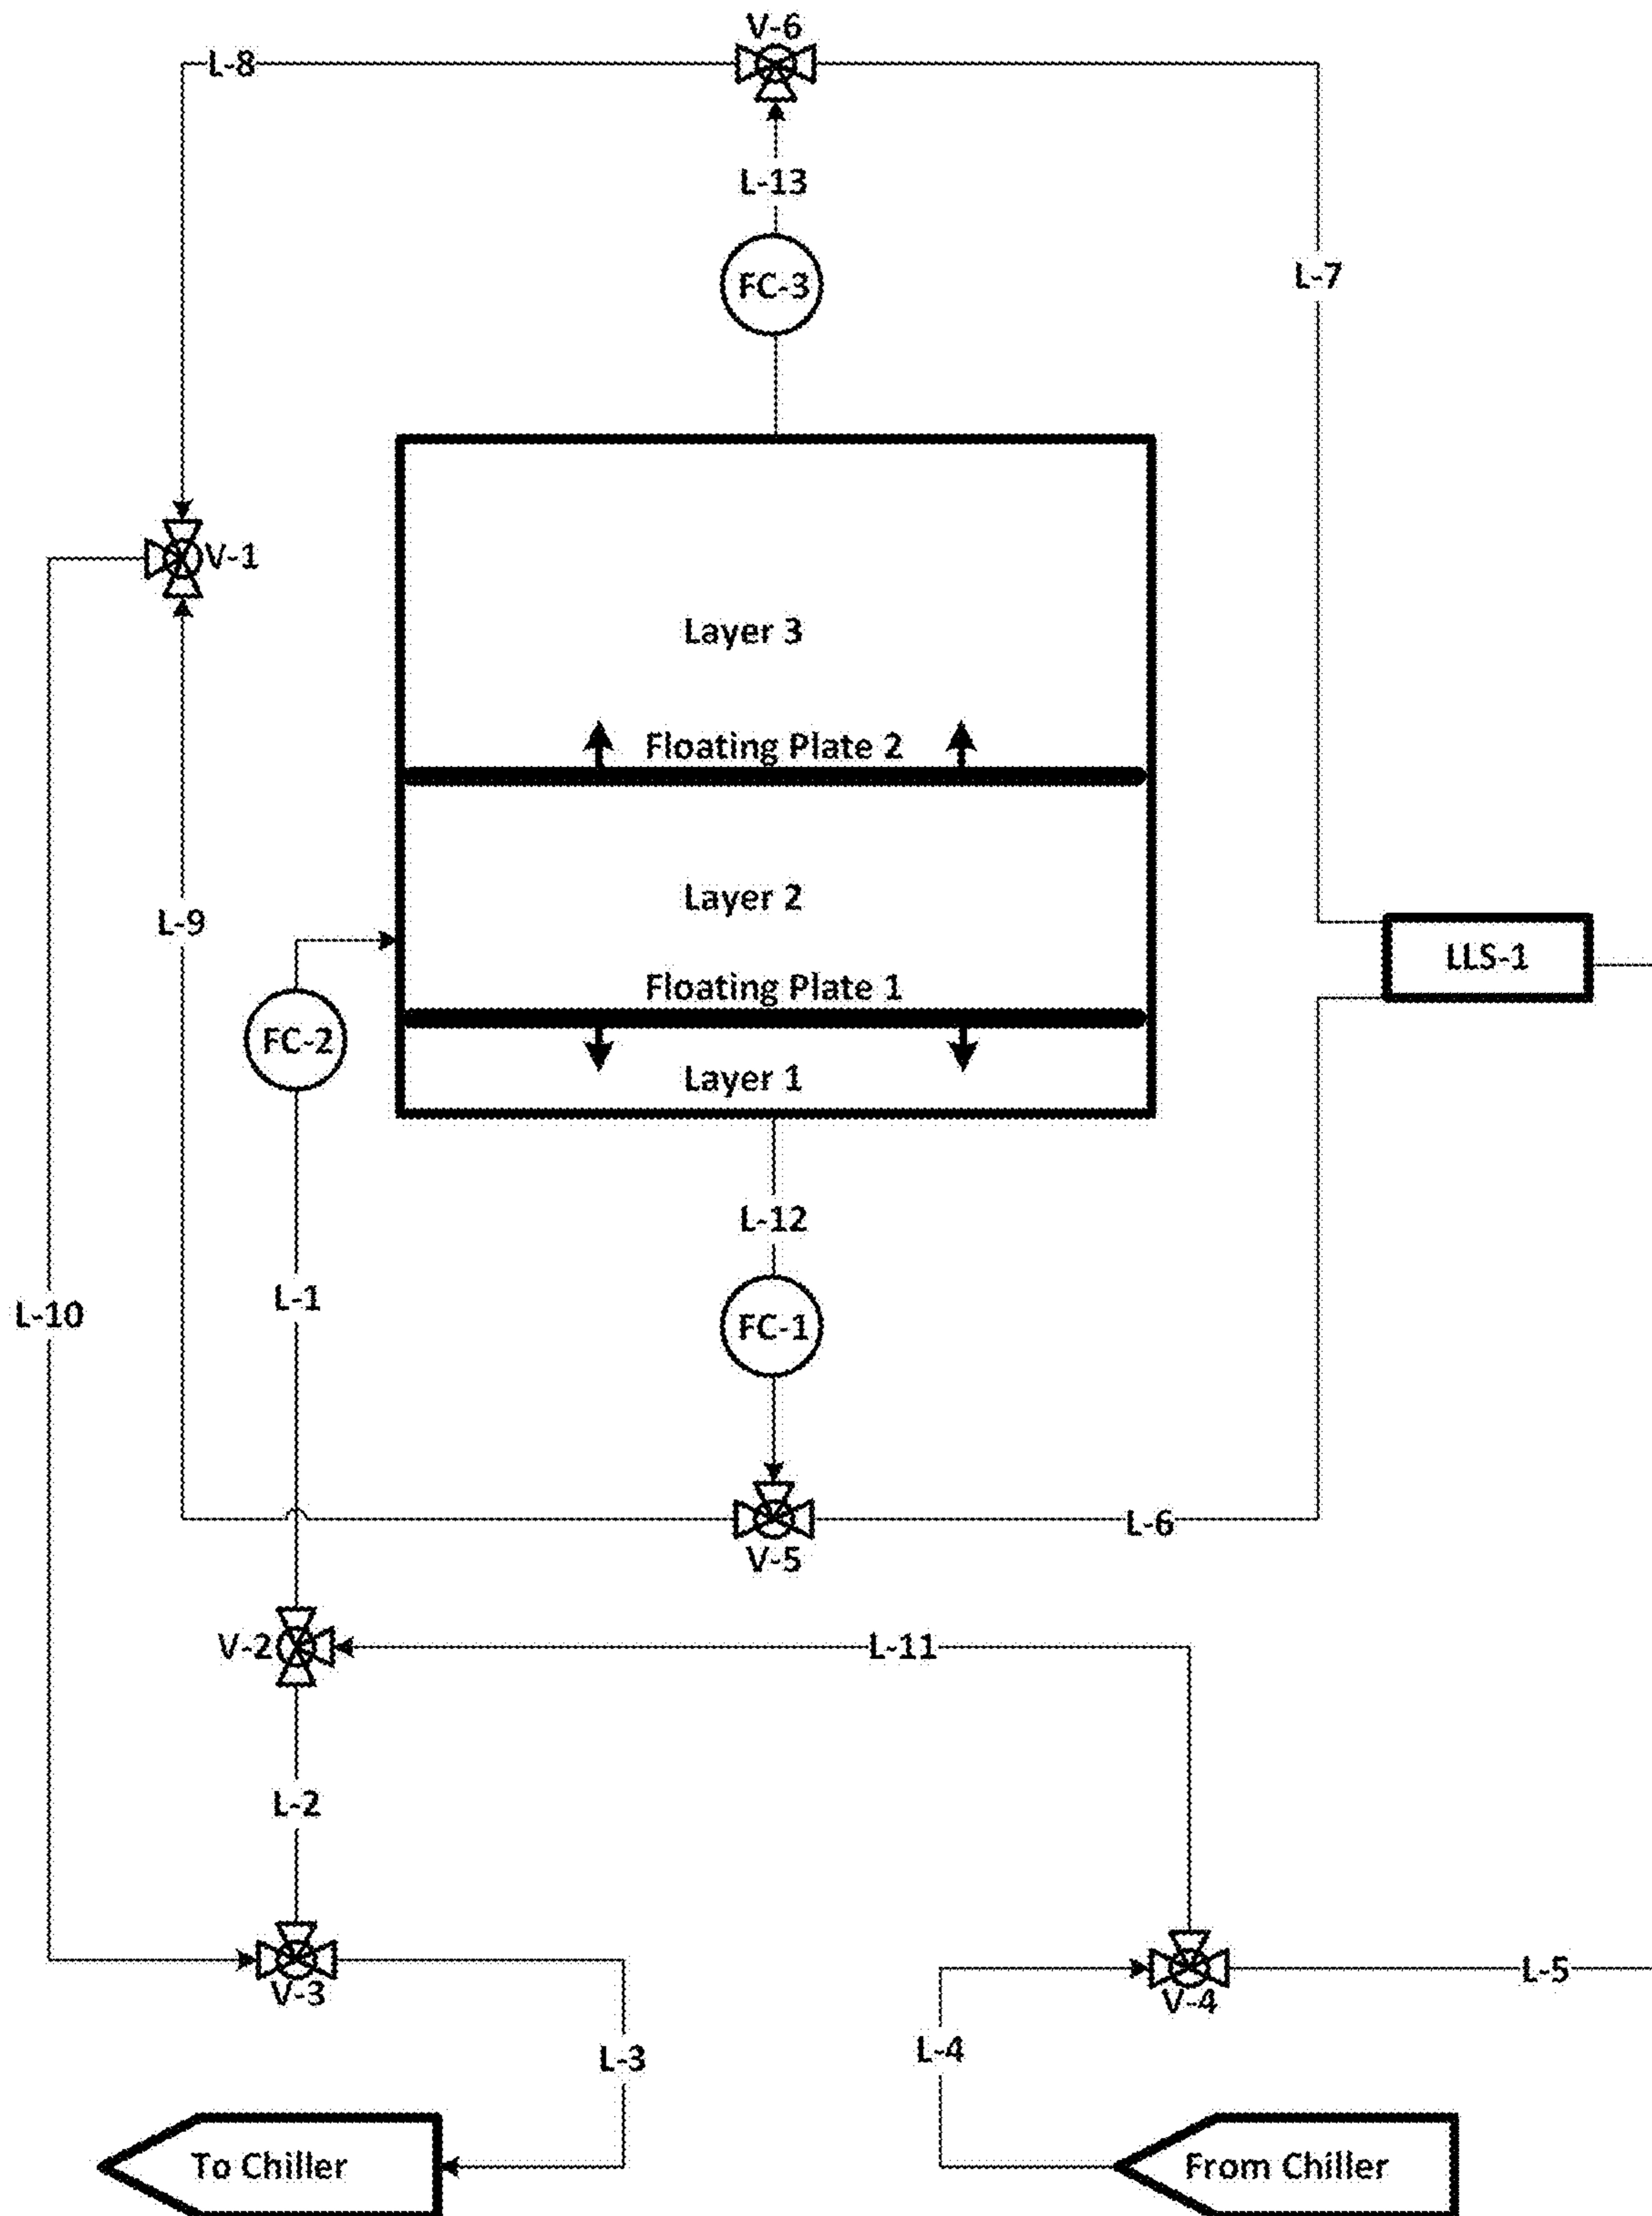 V-6
L-8
L-13
FC-3
L-7
V-1
Layer 3
Floating Plate 2
Layer 2
L-9
LLS-1
Floating Plate 1
FC-2
Layer 1
L-12
L-1
L-10
FC-1
L-6
V-5
V-2
L-11
L-2
V-3
L-5
V-4
L-3
L-4
To Chiller
From Chiller